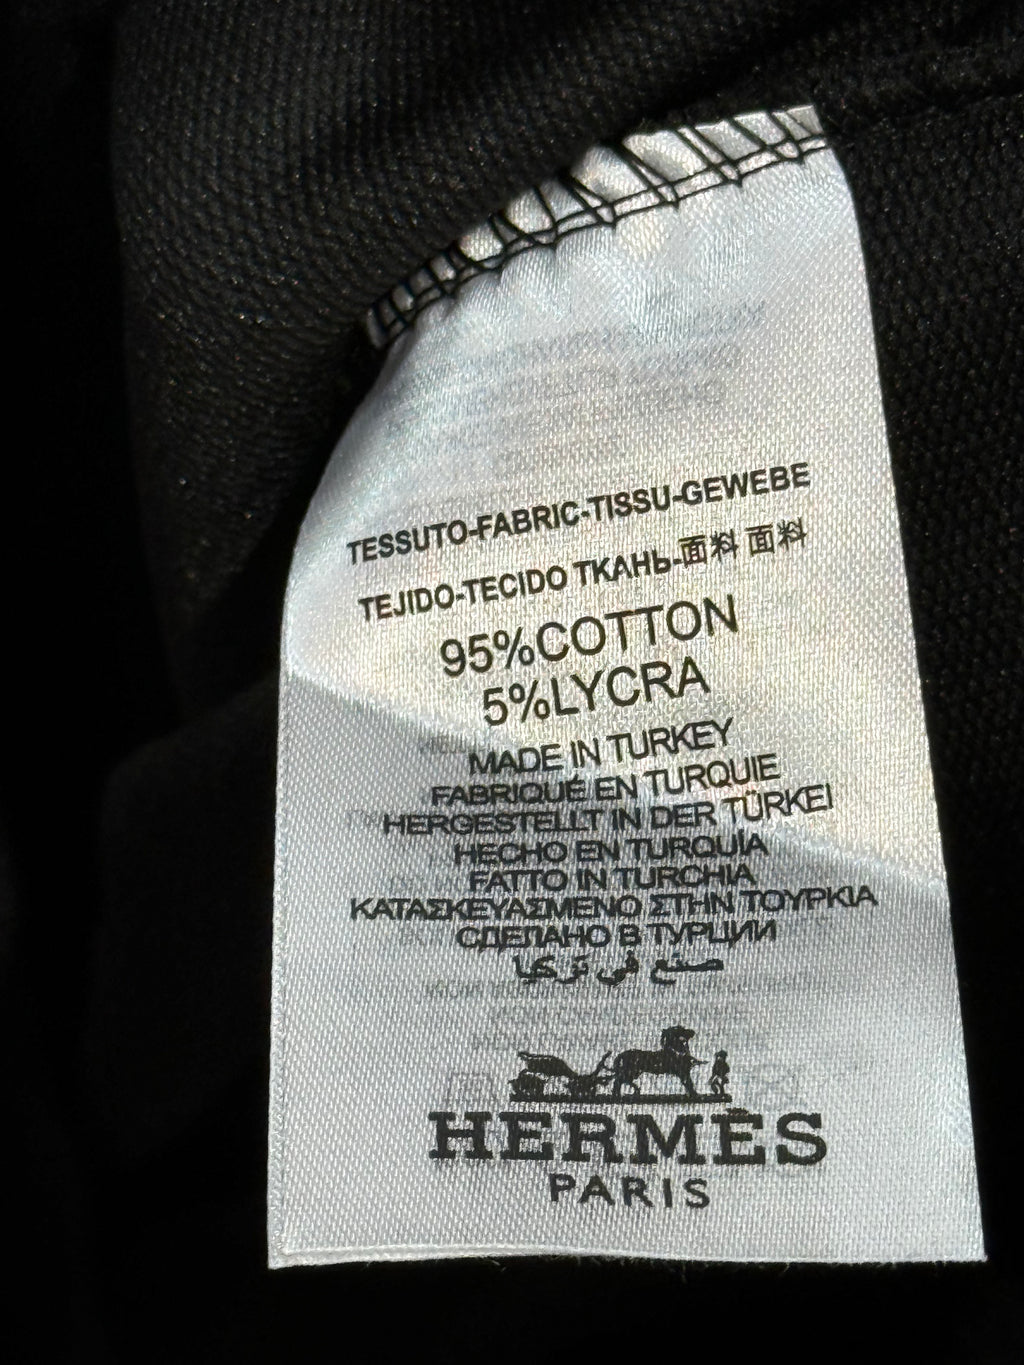 TESSUTO-FABRIC-TISSU-GEWEBE
TEJIDO-TECIDO ТКАНЬ-面料 面料
95%COTTON
5%LYCRA
MADE IN TURKEY
FABRIQUÉ EN TURQUIE
HERGESTELLT IN DER TÜRKEI
HECHO EN TURQUÍA
FATTO IN TURCHIA
ΚΑΤΑΣΚΕΥΑΣΜΕΝΟ ΣΤΗΝ ΤΟΥΡΚΙΑ
СДЕЛАНО В ТУРЦИИ
صنع في تركيا
HERMÈS
PARIS